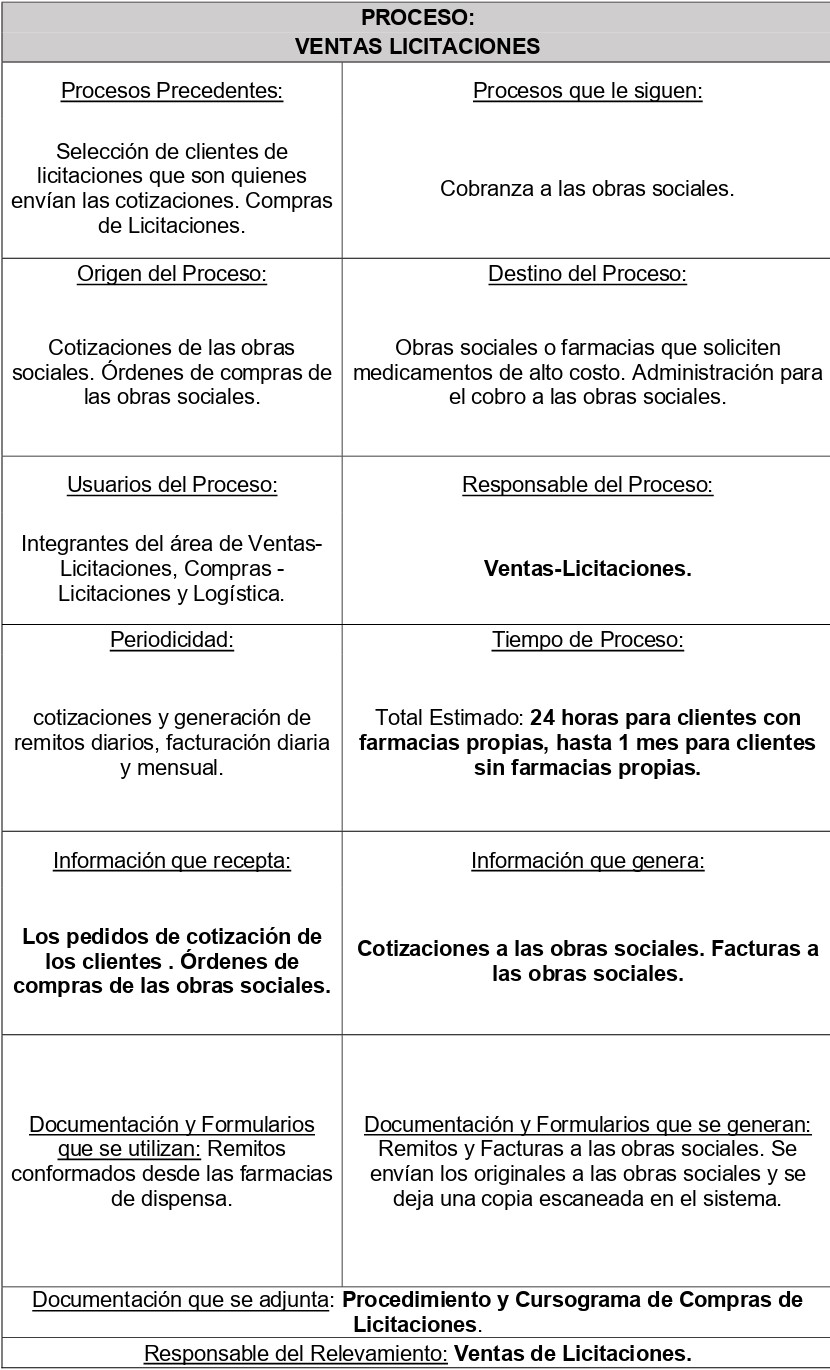 PROCESO:
VENTAS LICITACIONES
Procesos Precedentes:
Selección de clientes de
licitaciones que son quienes
envían las cotizaciones. Compras
de Licitaciones.
Procesos que le siguen:
Cobranza a las obras sociales.
Origen del Proceso:
Cotizaciones de las obras
sociales. Órdenes de compras de
las obras sociales.
Destino del Proceso:
Obras sociales o farmacias que soliciten
medicamentos de alto costo. Administración para
el cobro a las obras sociales.
Usuarios del Proceso:
Integrantes del área de Ventas-
Licitaciones, Compras -
Licitaciones y Logística.
Responsable del Proceso:
Ventas-Licitaciones.
Periodicidad:
cotizaciones y generación de
remitos diarios, facturación diaria
y mensual.
Tiempo de Proceso:
Total Estimado: 24 horas para clientes con
farmacias propias, hasta 1 mes para clientes
sin farmacias propias.
Información que recepta:
Los pedidos de cotización de
los clientes . Órdenes de
compras de las obras sociales.
Información que genera:
Cotizaciones a las obras sociales. Facturas a
las obras sociales.
Documentación y Formularios
que se utilizan: Remitos
conformados desde las farmacias
de dispensa.
Documentación y Formularios que se generan:
Remitos y Facturas a las obras sociales. Se
envían los originales a las obras sociales y se
deja una copia escaneada en el sistema.
Documentación que se adjunta: Procedimiento y Cursograma de Compras de
Licitaciones.
Responsable del Relevamiento: Ventas de Licitaciones.